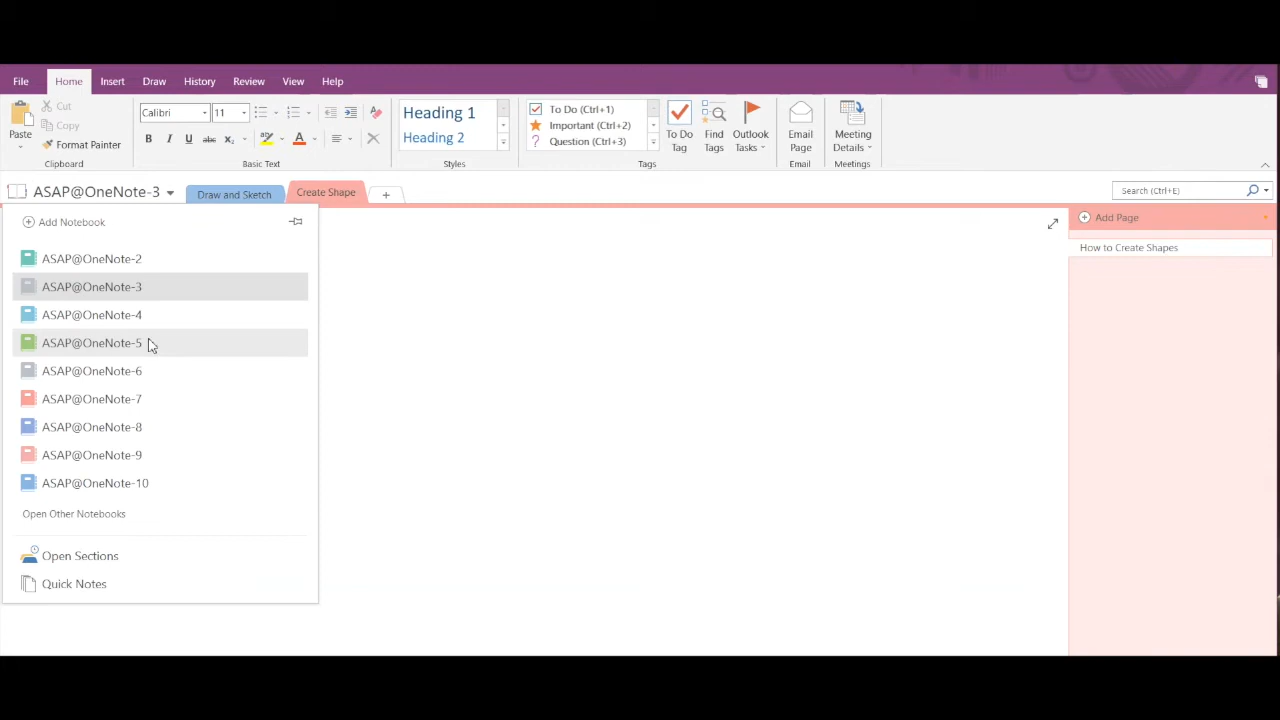 File Home Insert Draw History Review View Help
Paste
Cut
Copy
Format Painter
Clipboard
Calibri 11
B I U abc X₂ A
Basic Text
Heading 1
Heading 2
Styles
To Do (Ctrl+1)
Important (Ctrl+2)
Question (Ctrl+3)
Tags
To Do
Tag
Find
Tags
Outlook
Tasks
Email
Page
Email
Meeting
Details
Meetings
ASAP@OneNote-3 Draw and Sketch Create Shape + Search (Ctrl+E)
Add Notebook
ASAP@OneNote-2
ASAP@OneNote-3
ASAP@OneNote-4
ASAP@OneNote-5
ASAP@OneNote-6
ASAP@OneNote-7
ASAP@OneNote-8
ASAP@OneNote-9
ASAP@OneNote-10
Open Other Notebooks
Open Sections
Quick Notes
Add Page
How to Create Shapes